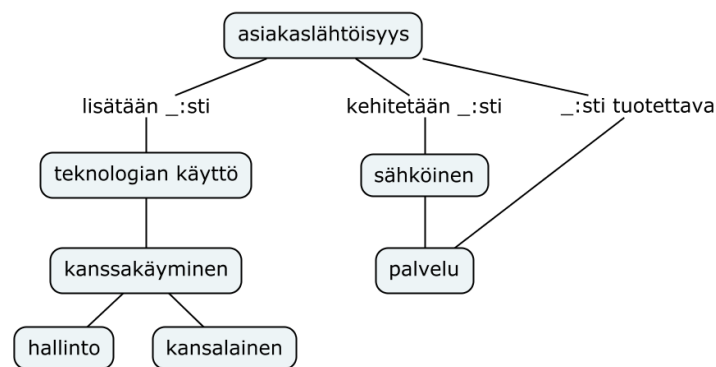 asiakaslähtöisyys
lisätään _:sti
kehitetään _:sti
_:sti tuotettava
teknologian käyttö
sähköinen
kanssakäyminen
palvelu
hallinto
kansalainen